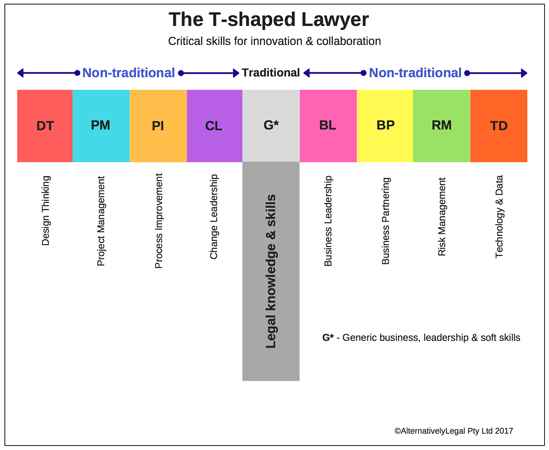 The T-shaped Lawyer
Critical skills for innovation & collaboration
Non-traditional
Traditional
Non-traditional
DT
PM
PI
CL
G*
BL
BP
RM
TD
Design Thinking
Project Management
Process Improvement
Change Leadership
Legal knowledge & skills
Business Leadership
Business Partnering
Risk Management
Technology & Data
G* - Generic business, leadership & soft skills
©AlternativelyLegal Pty Ltd 2017